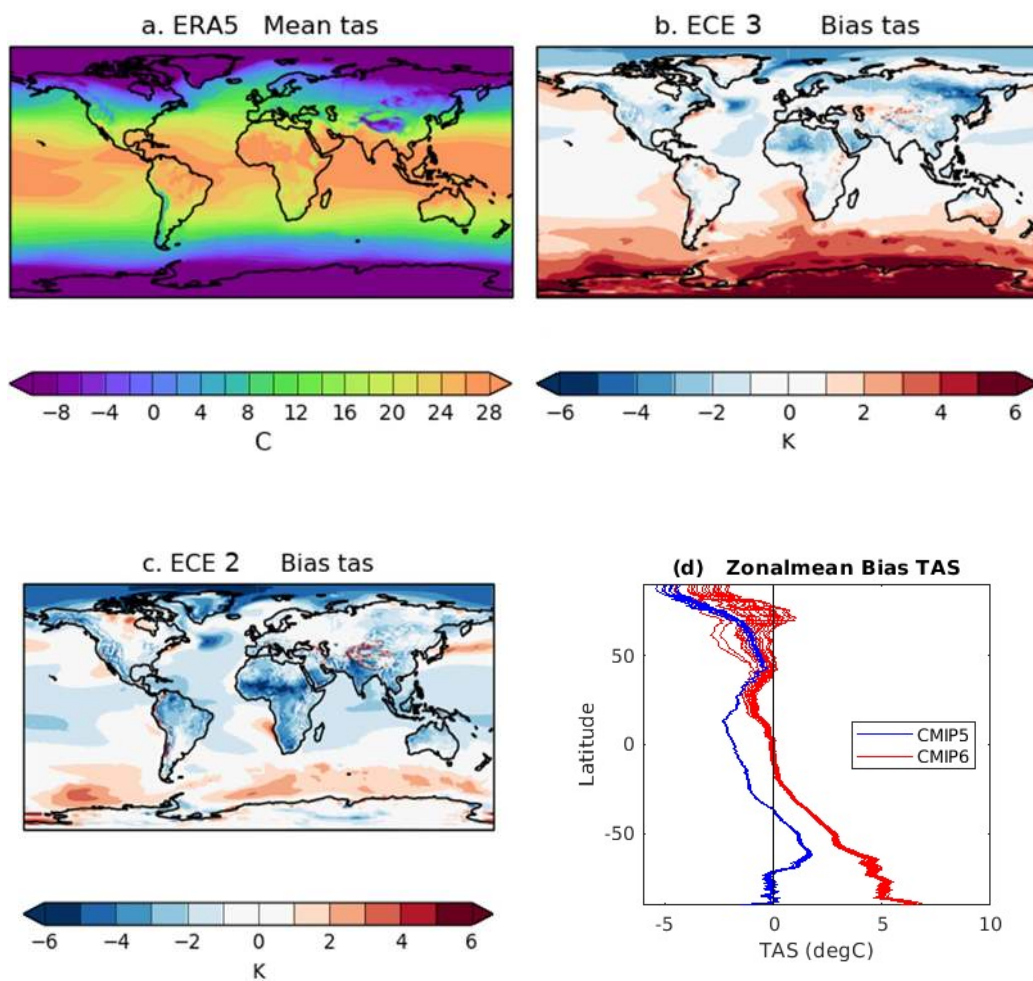 a. ERA5 Mean tas
b. ECE 3 Bias tas
−8 −4 0 4 8 12 16 20 24 28
C
−6 −4 −2 0 2 4 6
K
c. ECE 2 Bias tas
−6 −4 −2 0 2 4 6
K
(d) Zonalmean Bias TAS
Latitude
50
0
-50
CMIP5
CMIP6
-5 0 5 10
TAS (degC)